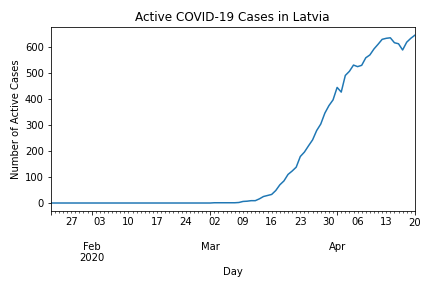 Active COVID-19 Cases in Latvia
Number of Active Cases
600
500
400
300
200
100
0
27 03 10 17 24 02 09 16 23 30 06 13 20
Feb Mar Apr
2020
Day